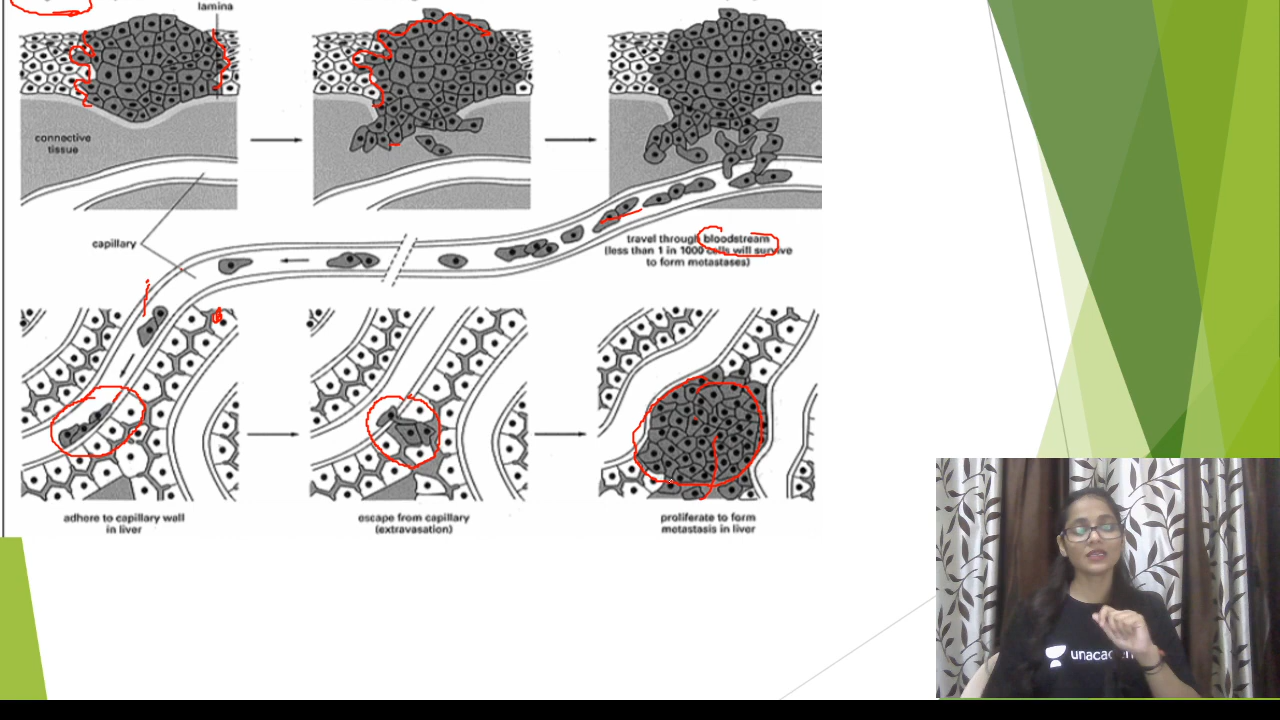 lamina
connective
tissue
capillary
travel through bloodstream
(less than 1 in 1000 cells will survive
to form metastases)
adhere to capillary wall
in liver
escape from capillary
(extravasation)
proliferate to form
metastasis in liver